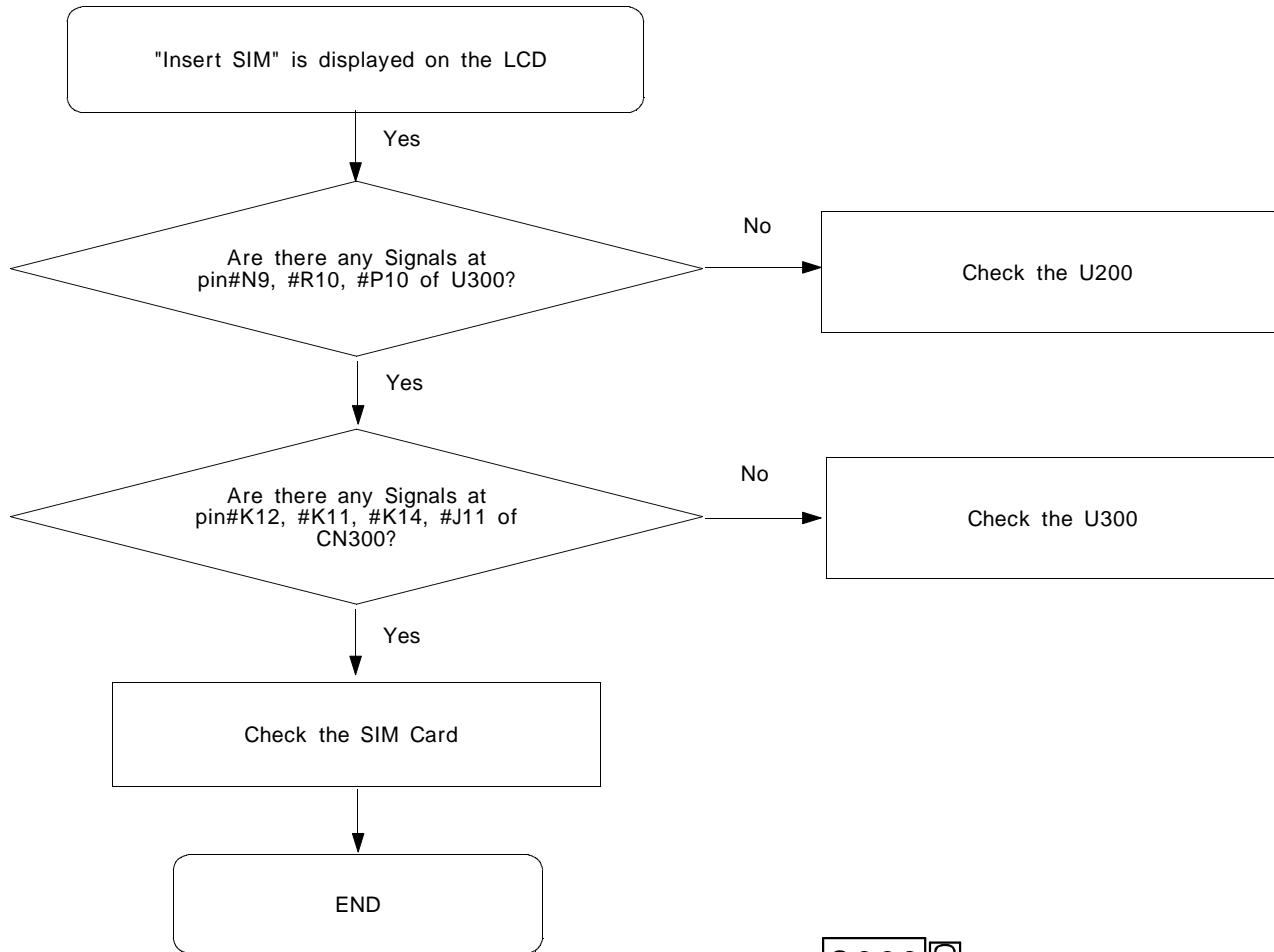 "Insert SIM" is displayed on the LCD
Yes
Are there any Signals at
pin#N9, #R10, #P10 of U300?
No
Check the U200
Yes
Are there any Signals at
pin#K12, #K11, #K14, #J11 of
CN300?
No
Check the U300
Yes
Check the SIM Card
END